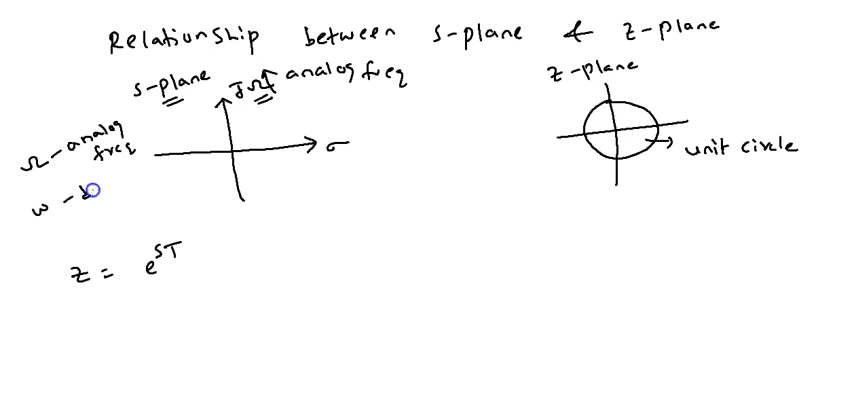 Relationship between s-plane & z-plane
s-plane
jΩ analog freq
z-plane
Ω - analog freq
σ
unit circle
w -
z = e^sT